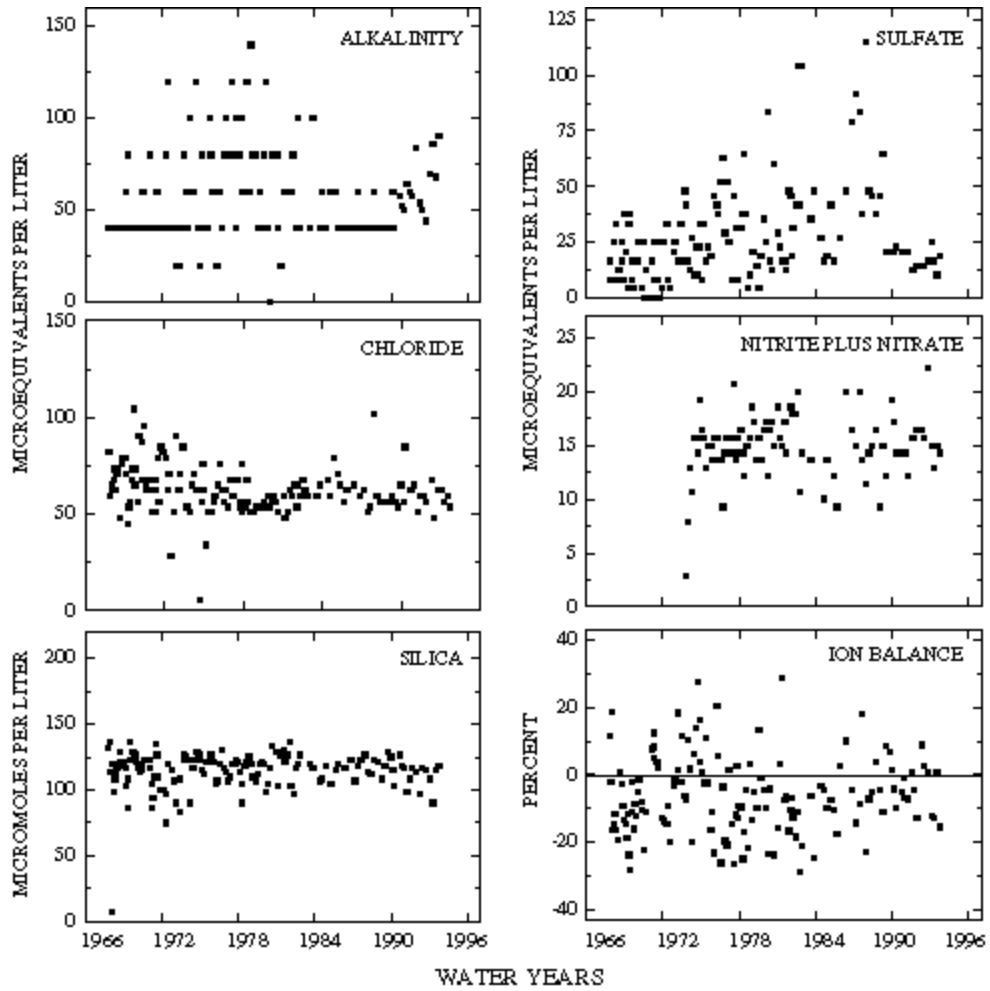 ALKALINITY
150
100
50
0
MICROEQUIVALENTS PER LITER
CHLORIDE
150
100
50
0
SILICA
200
150
100
50
0
MICROMOLES PER LITER
1966 1972 1978 1984 1990 1996
SULFATE
125
100
75
50
25
0
MICROEQUIVALENTS PER LITER
NITRITE PLUS NITRATE
25
20
15
10
5
0
ION BALANCE
40
20
0
-20
-40
PERCENT
1966 1972 1978 1984 1990 1996
WATER YEARS